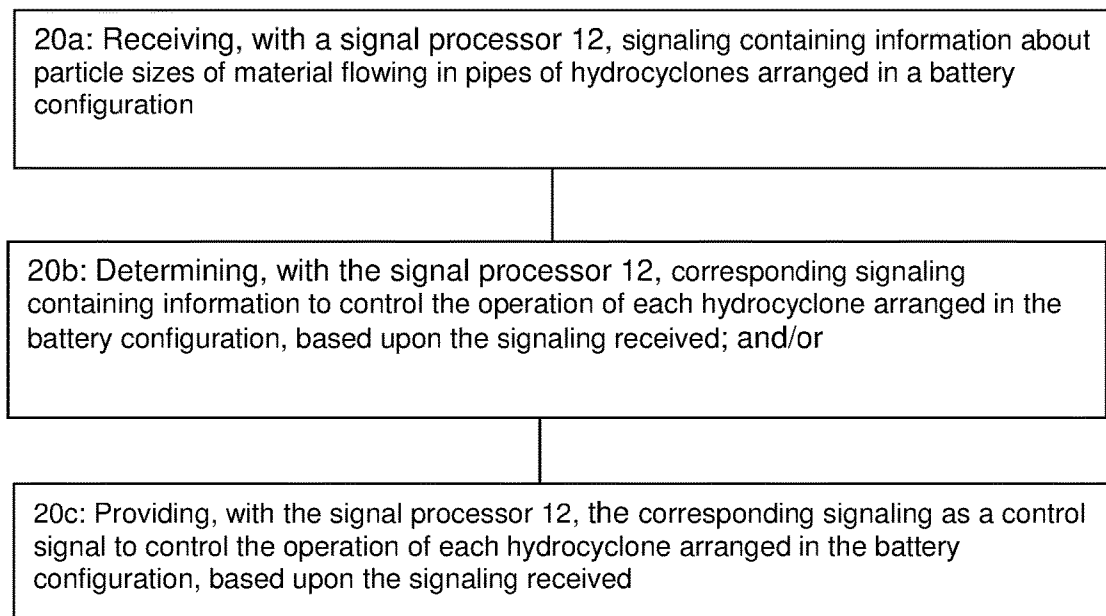 20a: Receiving, with a signal processor 12, signaling containing information about
particle sizes of material flowing in pipes of hydrocyclones arranged in a battery
configuration
20b: Determining, with the signal processor 12, corresponding signaling
containing information to control the operation of each hydrocyclone arranged in the
battery configuration, based upon the signaling received; and/or
20c: Providing, with the signal processor 12, the corresponding signaling as a control
signal to control the operation of each hydrocyclone arranged in the battery
configuration, based upon the signaling received